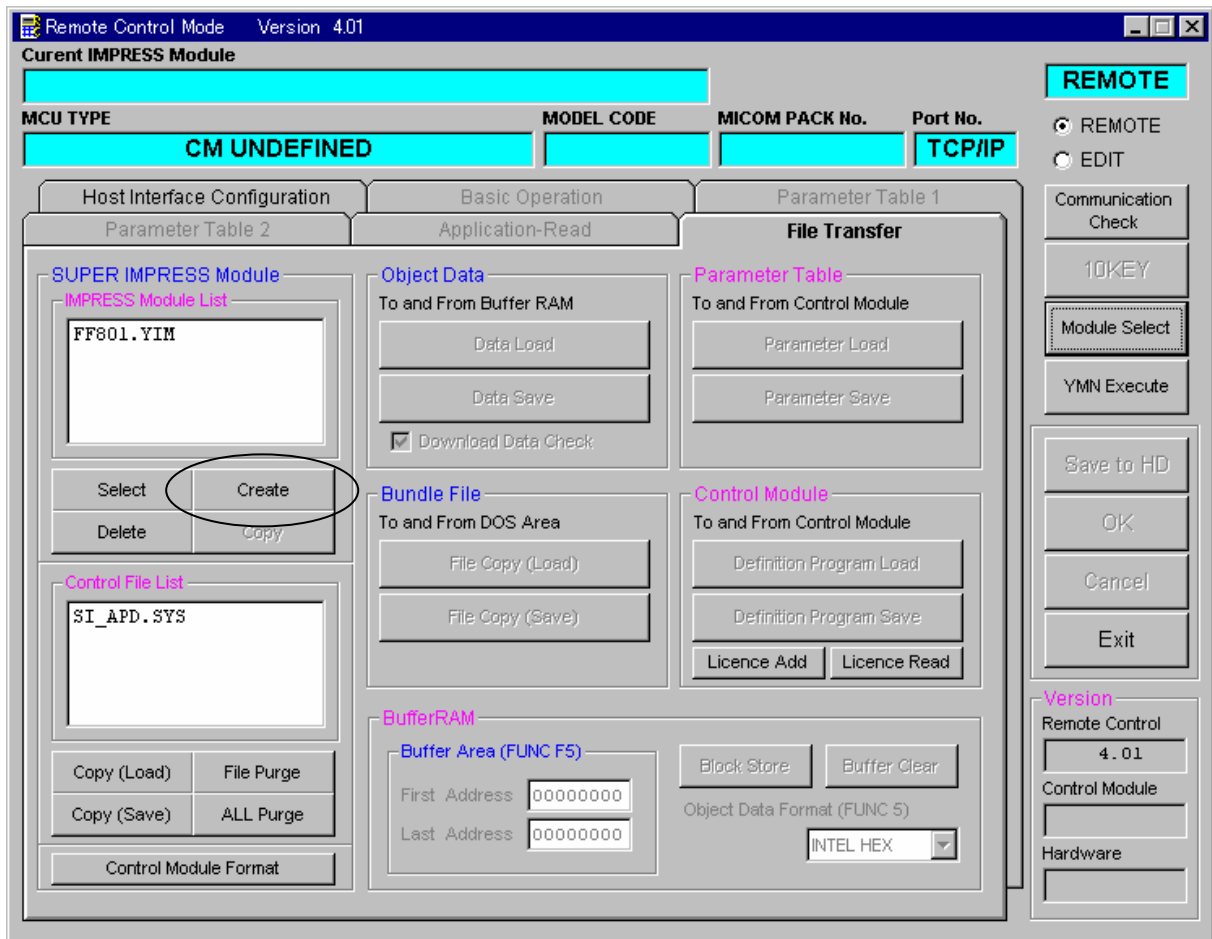 Remote Control Mode Version 4.01
Curent IMPRESS Module
REMOTE
MCU TYPE MODEL CODE MICOM PACK No. Port No.
CM UNDEFINED TCP/IP
REMOTE
EDIT
Host Interface Configuration Basic Operation Parameter Table 1
Parameter Table 2 Application-Read File Transfer
Communication
Check
10KEY
Module Select
YMN Execute
SUPER IMPRESS Module
IMPRESS Module List
FF801.YIM
Select Create
Delete Copy
Control File List
SI_APD.SYS
Copy (Load) File Purge
Copy (Save) ALL Purge
Control Module Format
Object Data
To and From Buffer RAM
Data Load
Data Save
Download Data Check
Parameter Table
To and From Control Module
Parameter Load
Parameter Save
Bundle File
To and From DOS Area
File Copy (Load)
File Copy (Save)
Control Module
To and From Control Module
Definition Program Load
Definition Program Save
Licence Add Licence Read
BufferRAM
Buffer Area (FUNC F5)
First Address 00000000
Last Address 00000000
Block Store Buffer Clear
Object Data Format (FUNC 5)
INTEL HEX
Save to HD
OK
Cancel
Exit
Version
Remote Control
4.01
Control Module
Hardware